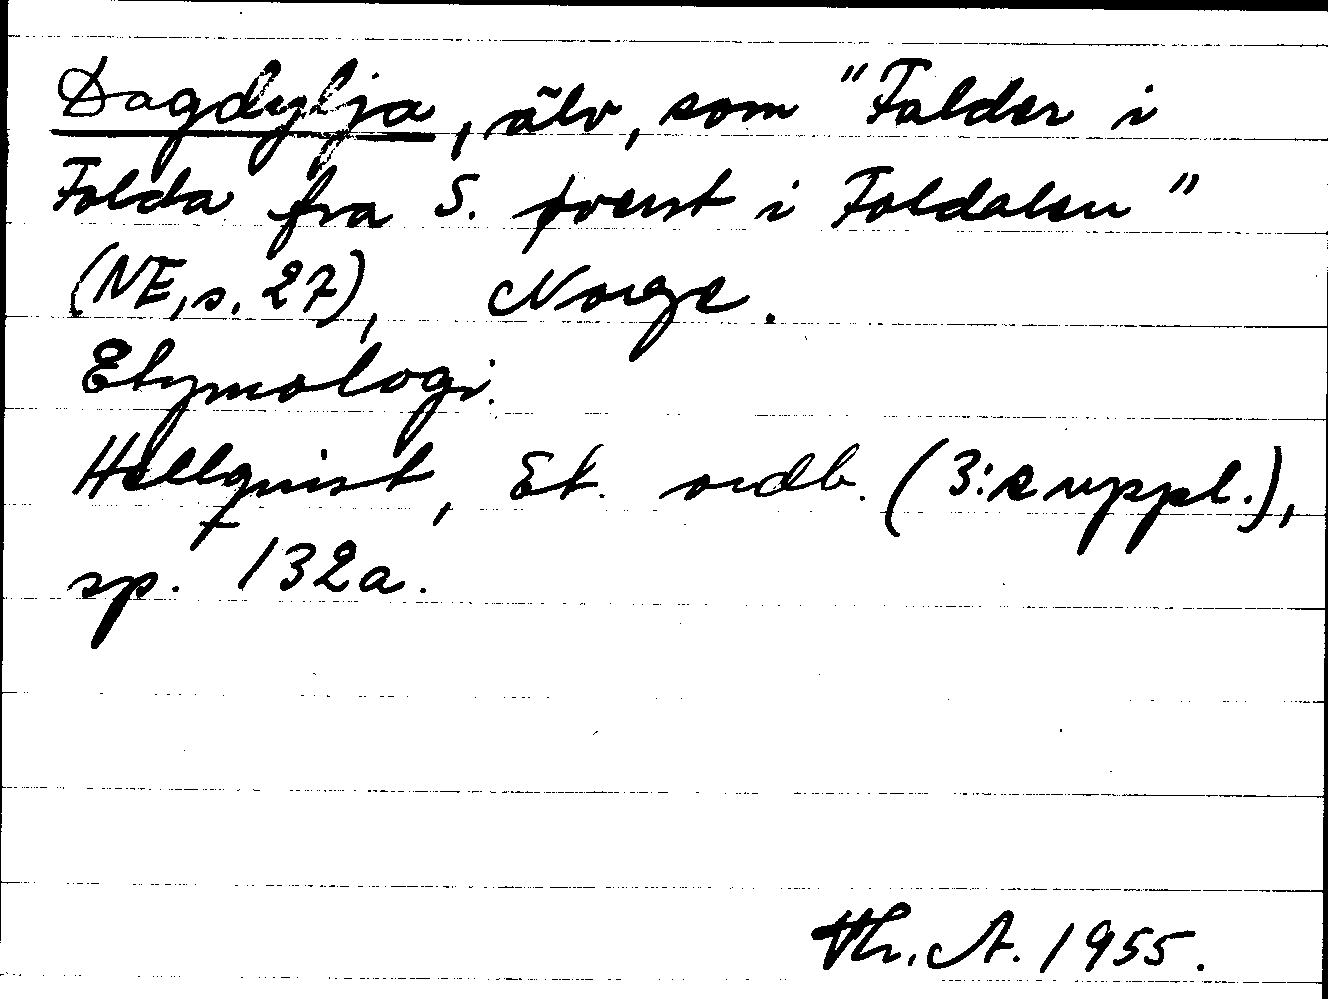 Dagdylja, älv, som "Falder i
Folda fra S. øverst i Foldalen"
(NE, s. 27), Norge.
Etymologi.
Hellquist, Et. ordb. (3:e uppl.),
sp. 132a.
Th. A. 1955.